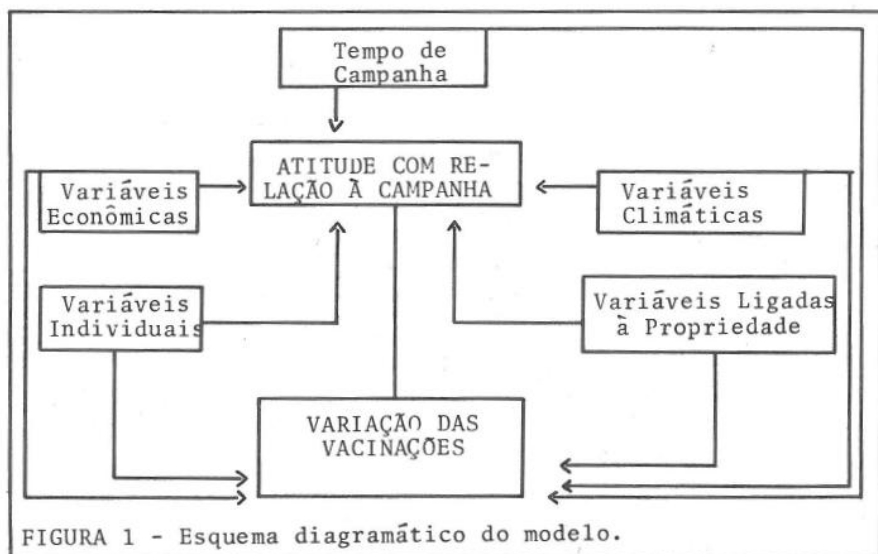 Tempo de
Campanha
ATITUDE COM RE-
LAÇÃO À CAMPANHA
Variáveis
Econômicas
Variáveis
Climáticas
Variáveis
Individuais
Variáveis Ligadas
à Propriedade
VARIAÇÃO DAS
VACINAÇÕES
FIGURA 1 - Esquema diagramático do modelo.